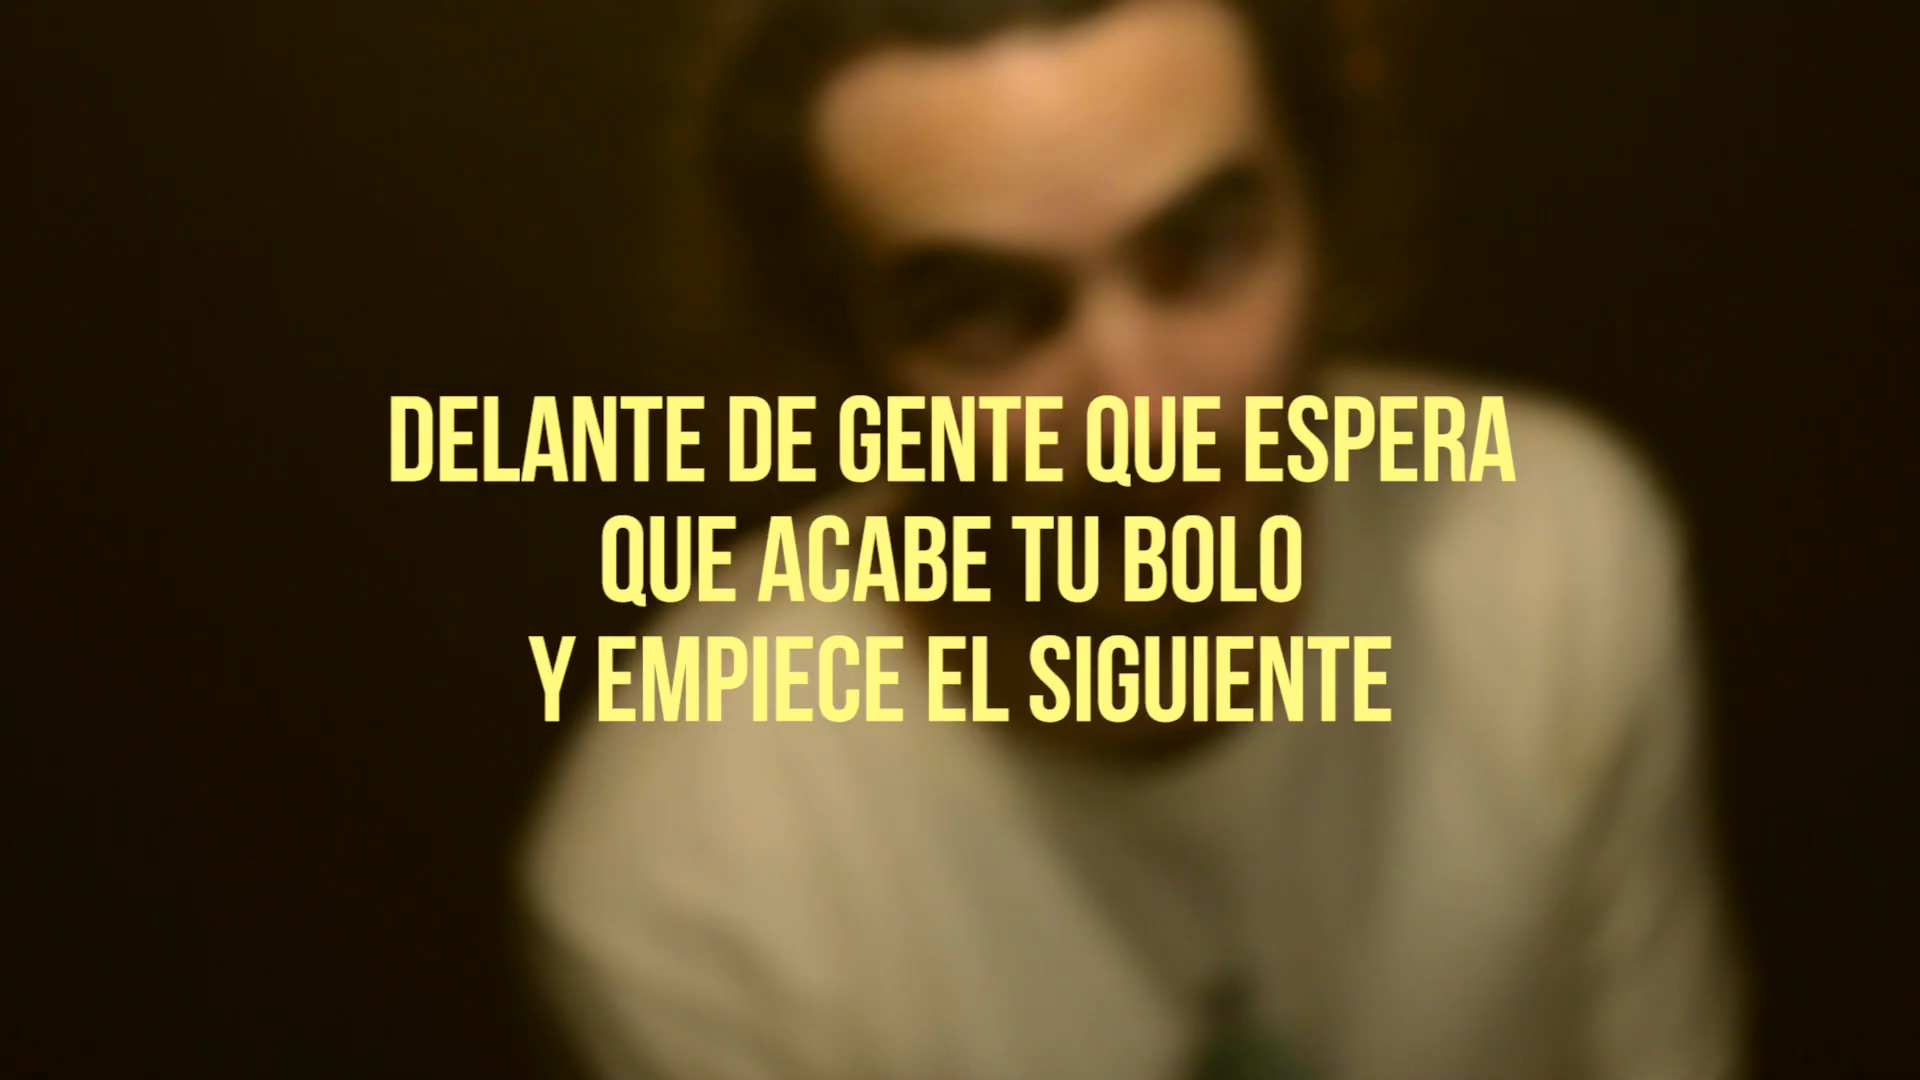 DELANTE DE GENTE QUE ESPERA
QUE ACABE TU BOLO
Y EMPIECE EL SIGUIENTE